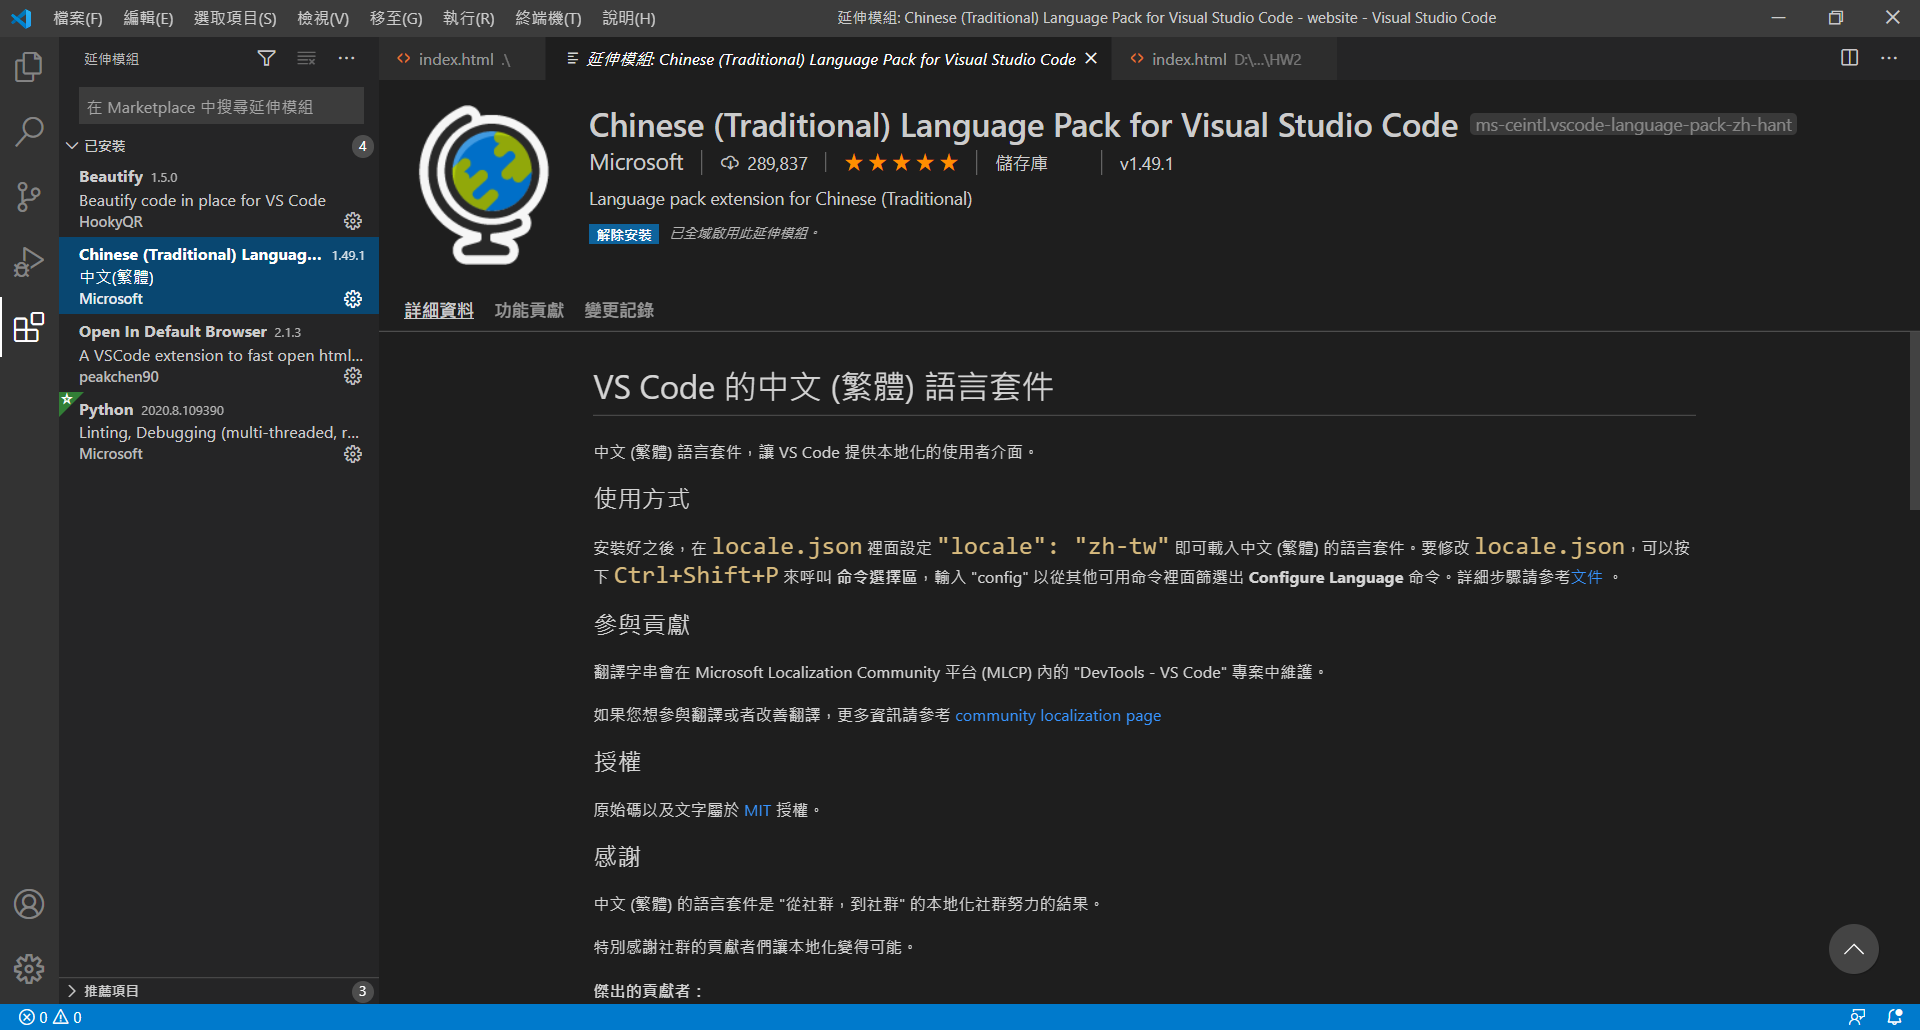 檔案(F) 編輯(E) 選取項目(S) 檢視(V) 移至(G) 執行(R) 終端機(T) 說明(H) 延伸模組: Chinese (Traditional) Language Pack for Visual Studio Code - website - Visual Studio Code
延伸模組
index.html .\ 延伸模組: Chinese (Traditional) Language Pack for Visual Studio Code index.html D:\...\HW2
在 Marketplace 中搜尋延伸模組
已安裝 4
Beautify 1.5.0
Beautify code in place for VS Code
HookyQR
Chinese (Traditional) Languag... 1.49.1
中文(繁體)
Microsoft
Open In Default Browser 2.1.3
A VSCode extension to fast open html...
peakchen90
Python 2020.8.109390
Linting, Debugging (multi-threaded, r...
Microsoft
推薦項目 3
Chinese (Traditional) Language Pack for Visual Studio Code ms-ceintl.vscode-language-pack-zh-hant
Microsoft 289,837 ★★★★★ 儲存庫 v1.49.1
Language pack extension for Chinese (Traditional)
解除安裝 已全域啟用此延伸模組。
詳細資料 功能貢獻 變更記錄
VS Code 的中文 (繁體) 語言套件
中文 (繁體) 語言套件，讓 VS Code 提供本地化的使用者介面。
使用方式
安裝好之後，在 locale.json 裡面設定 "locale": "zh-tw" 即可載入中文 (繁體) 的語言套件。要修改 locale.json，可以按
下 Ctrl+Shift+P 來呼叫 命令選擇區，輸入 "config" 以從其他可用命令裡面篩選出 Configure Language 命令。詳細步驟請參考文件 。
參與貢獻
翻譯字串會在 Microsoft Localization Community 平台 (MLCP) 內的 "DevTools - VS Code" 專案中維護。
如果您想參與翻譯或者改善翻譯，更多資訊請參考 community localization page
授權
原始碼以及文字屬於 MIT 授權。
感謝
中文 (繁體) 的語言套件是 "從社群，到社群" 的本地化社群努力的結果。
特別感謝社群的貢獻者們讓本地化變得可能。
傑出的貢獻者：
0 0